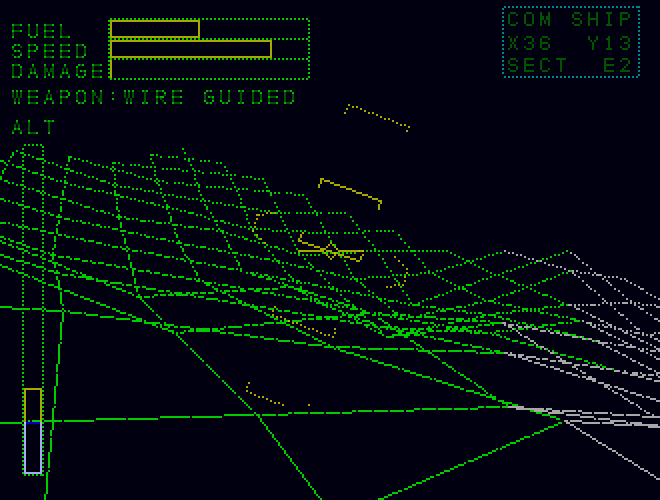 FUEL
SPEED
DAMAGE
WEAPON:WIRE GUIDED
ALT
COM SHIP
X36 Y13
SECT E2